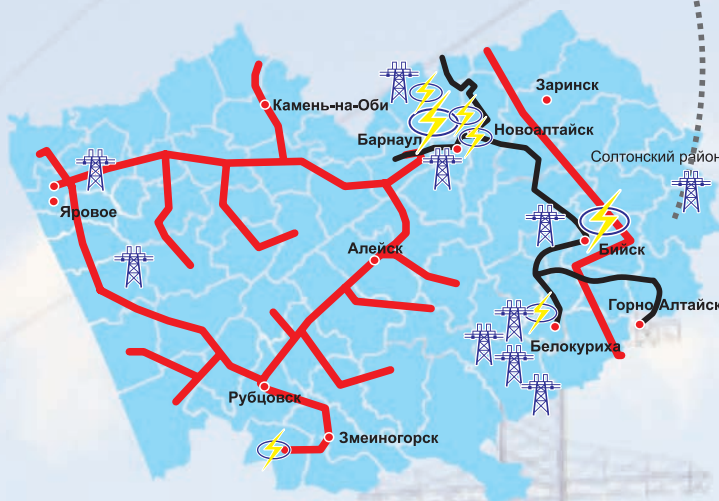 Заринск
Камень-на-Оби
Новоалтайск
Барнаул
Солтонский район
Яровое
Алейск
Бийск
Горно-Алтайск
Белокуриха
Рубцовск
Змеиногорск